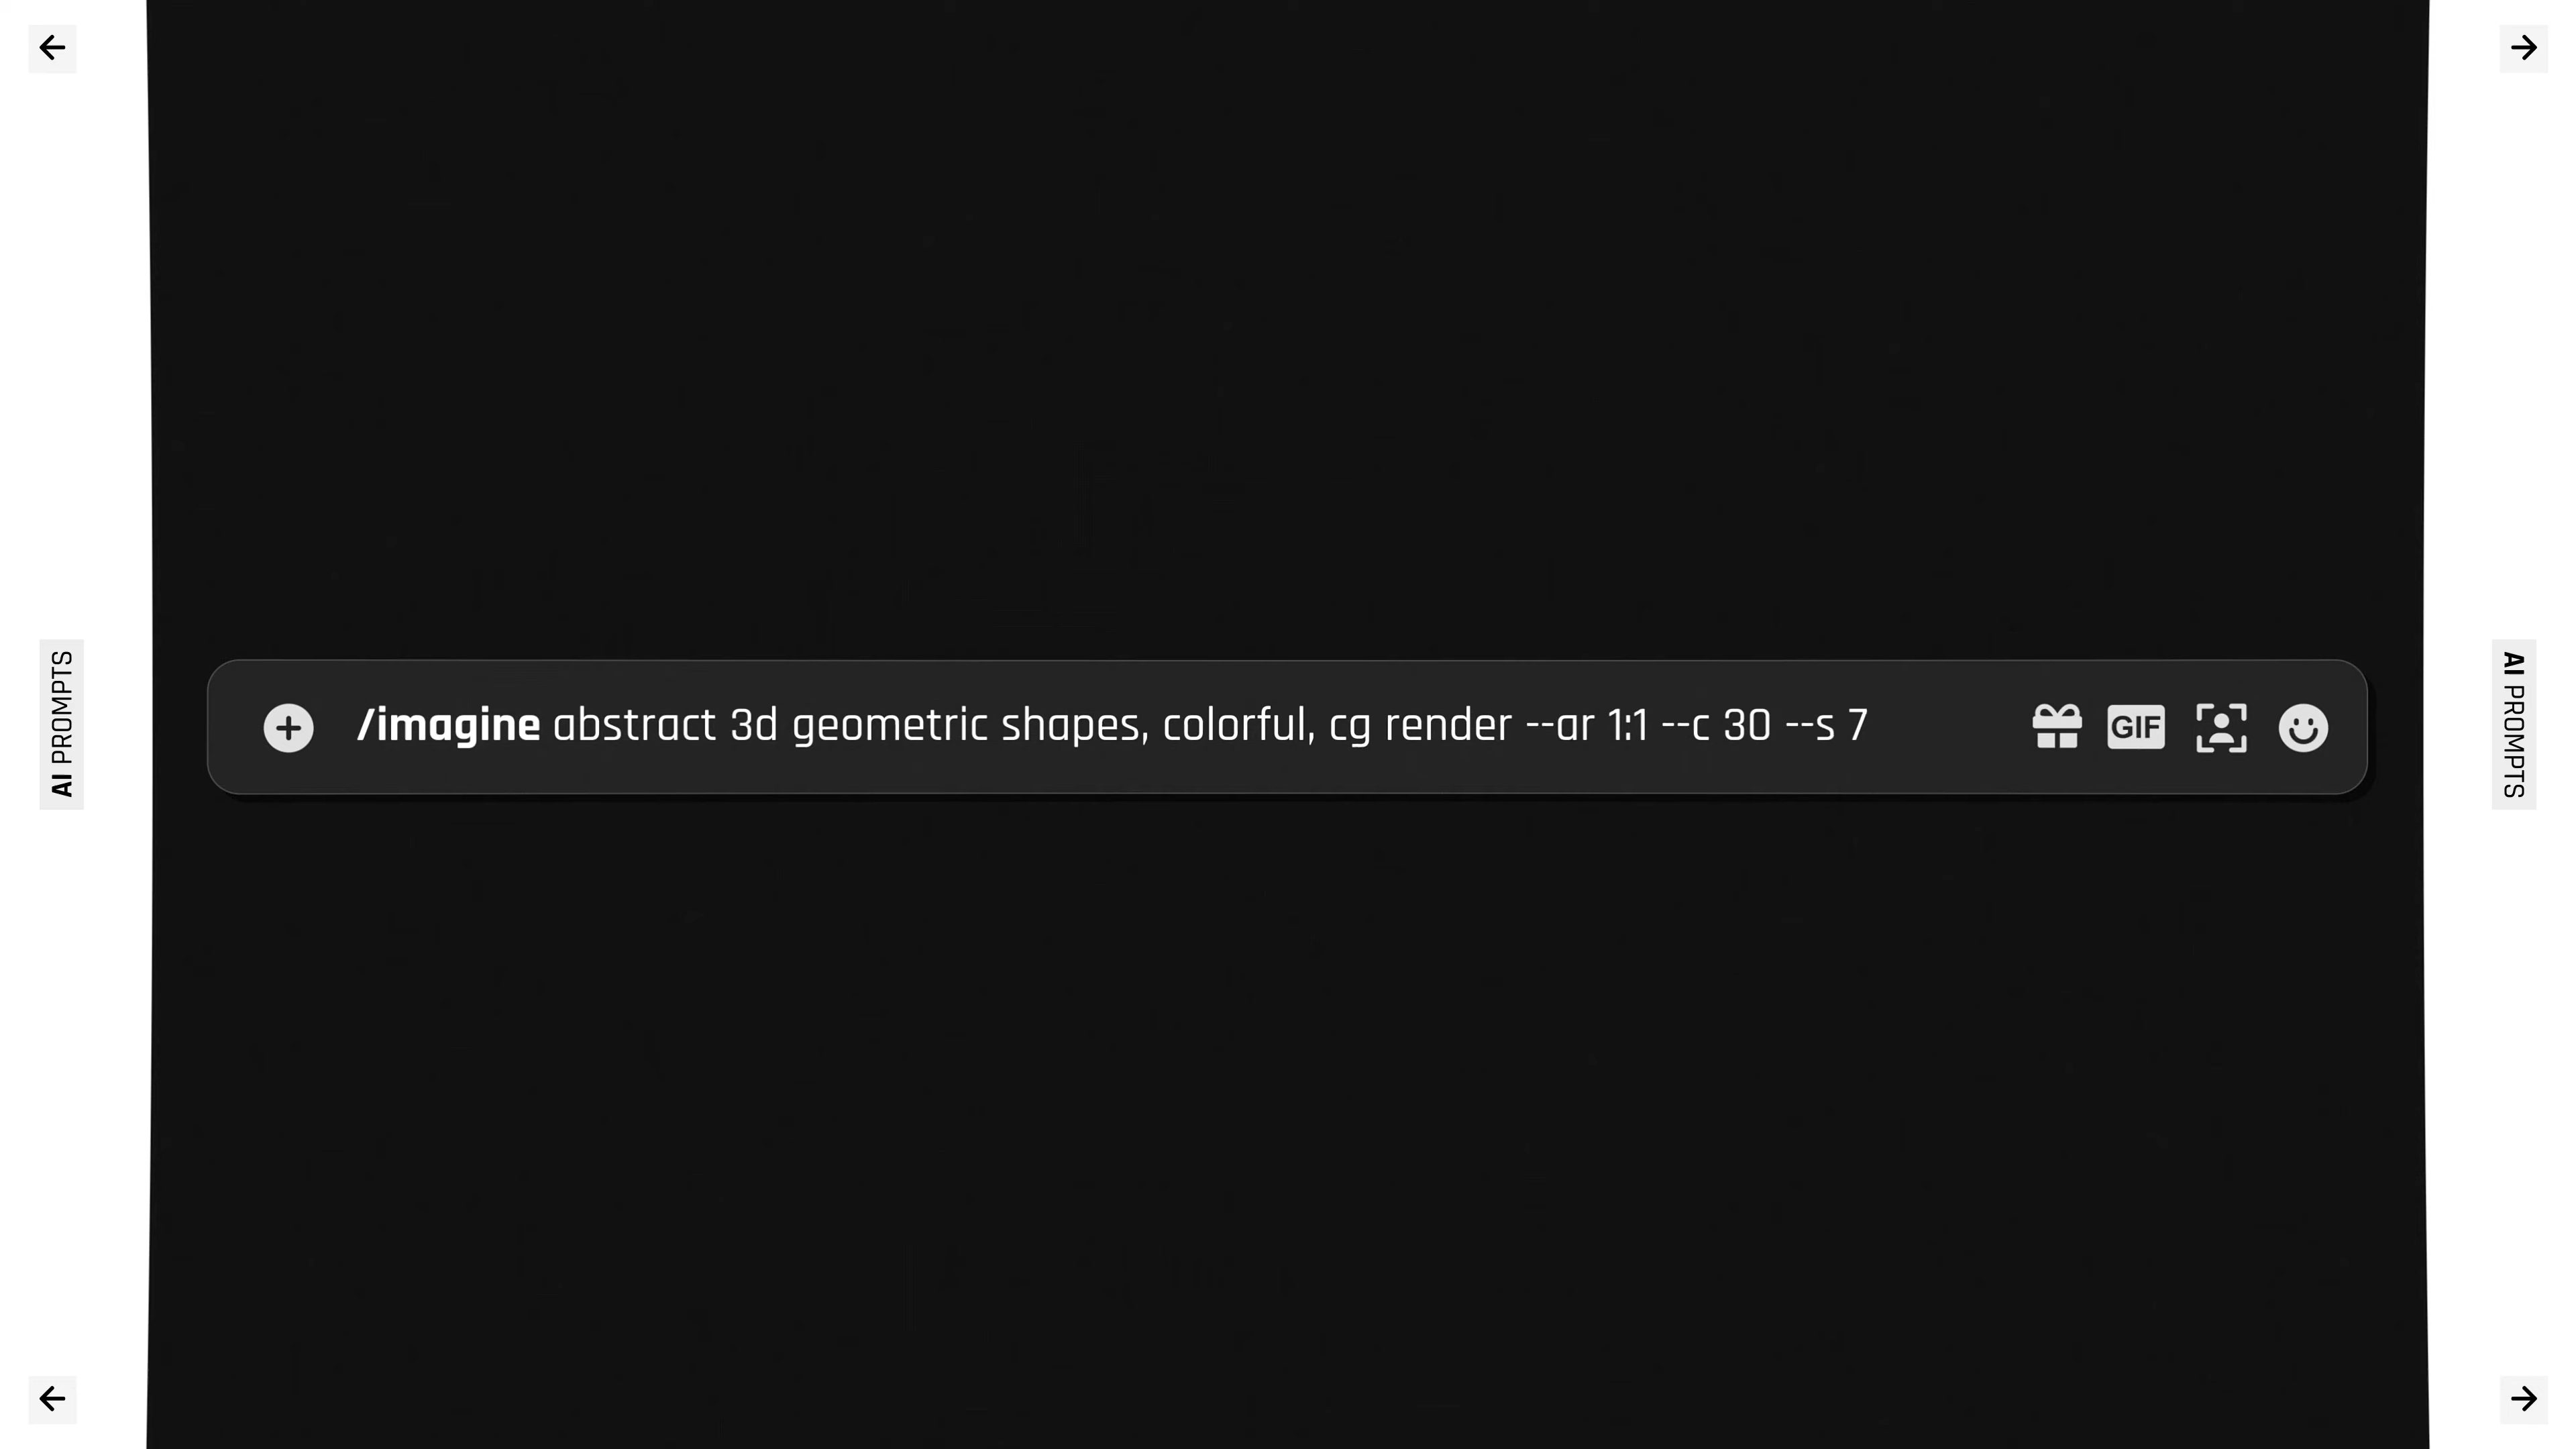 AI PROMPTS
/imagine abstract 3d geometric shapes, colorful, cg render --ar 1:1 --c 30 --s 7
GIF
AI PROMPTS